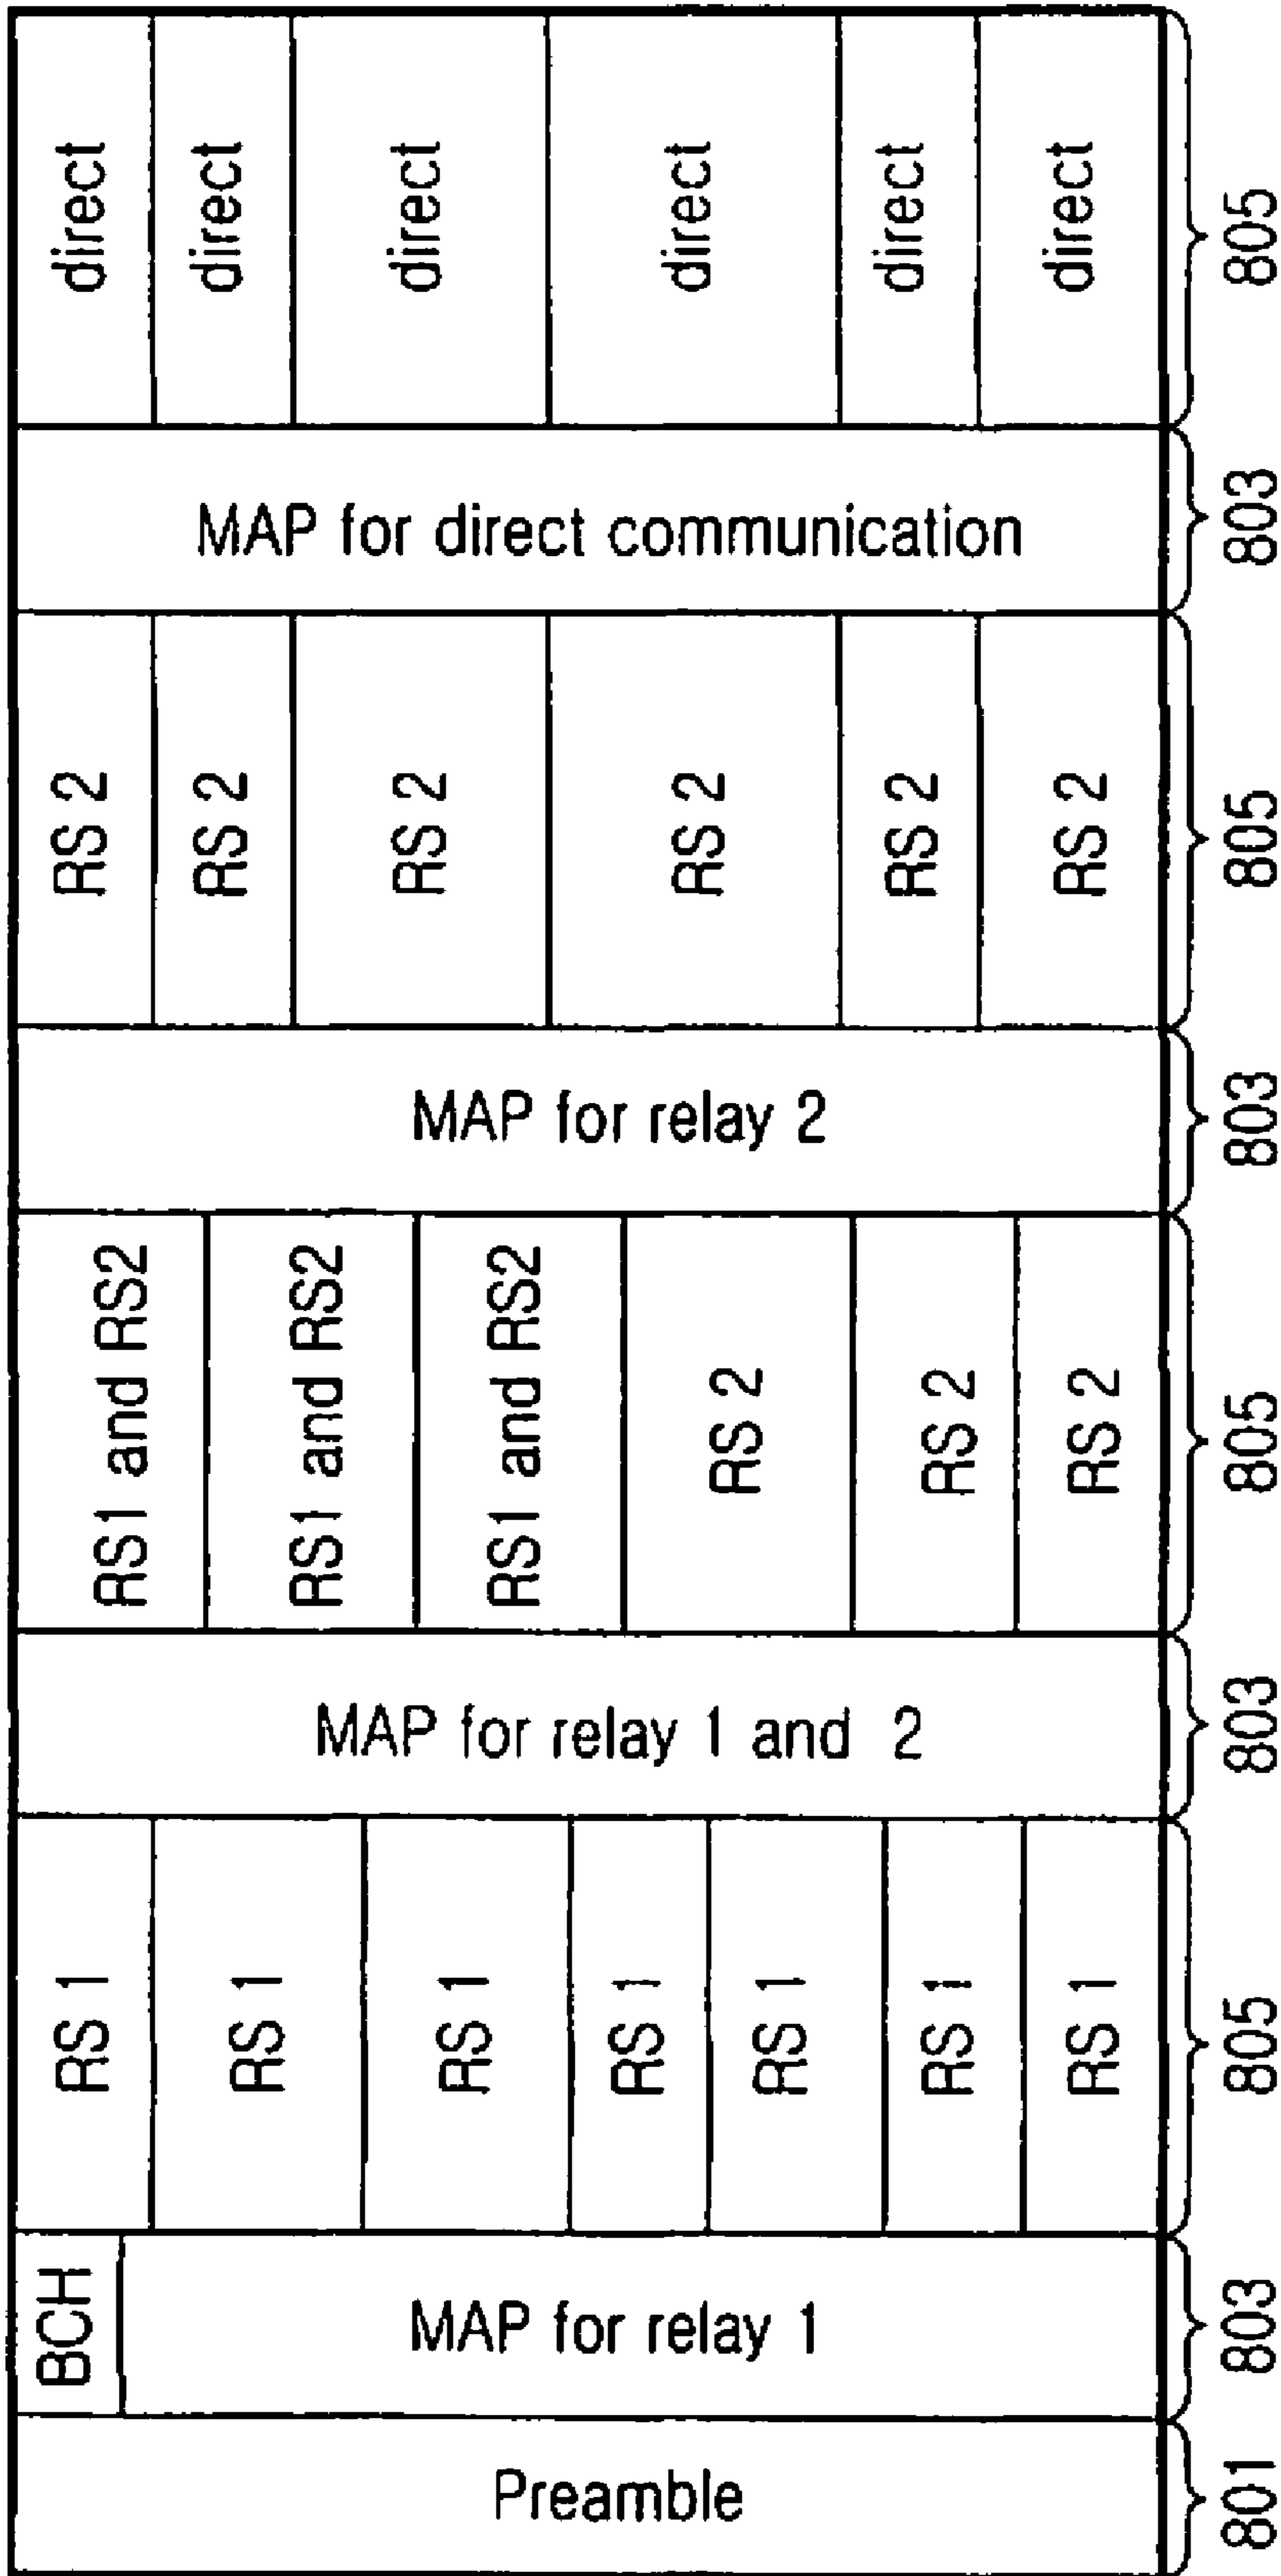 direct
direct
direct
direct
direct
direct
805
MAP for direct communication
803
RS 2
RS 2
RS 2
RS 2
RS 2
RS 2
805
MAP for relay 2
803
RS1 and RS2
RS1 and RS2
RS1 and RS2
RS 2
RS 2
RS 2
805
MAP for relay 1 and 2
803
RS 1
RS 1
RS 1
RS 1
RS 1
RS 1
RS 1
805
BCH
MAP for relay 1
803
Preamble
801